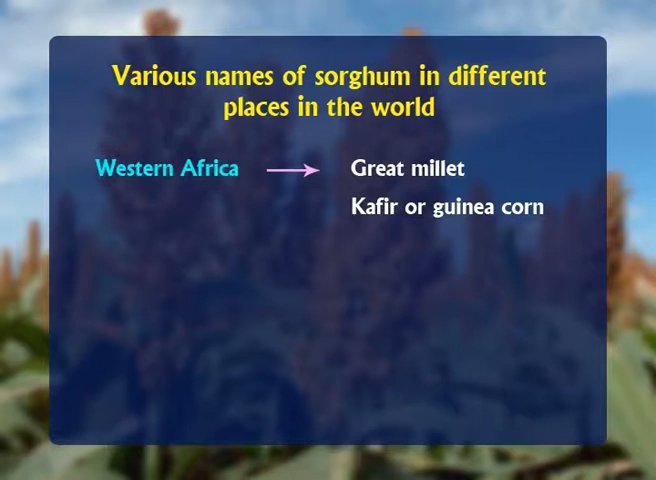 Various names of sorghum in different
places in the world
Western Africa → Great millet
Kafir or guinea corn